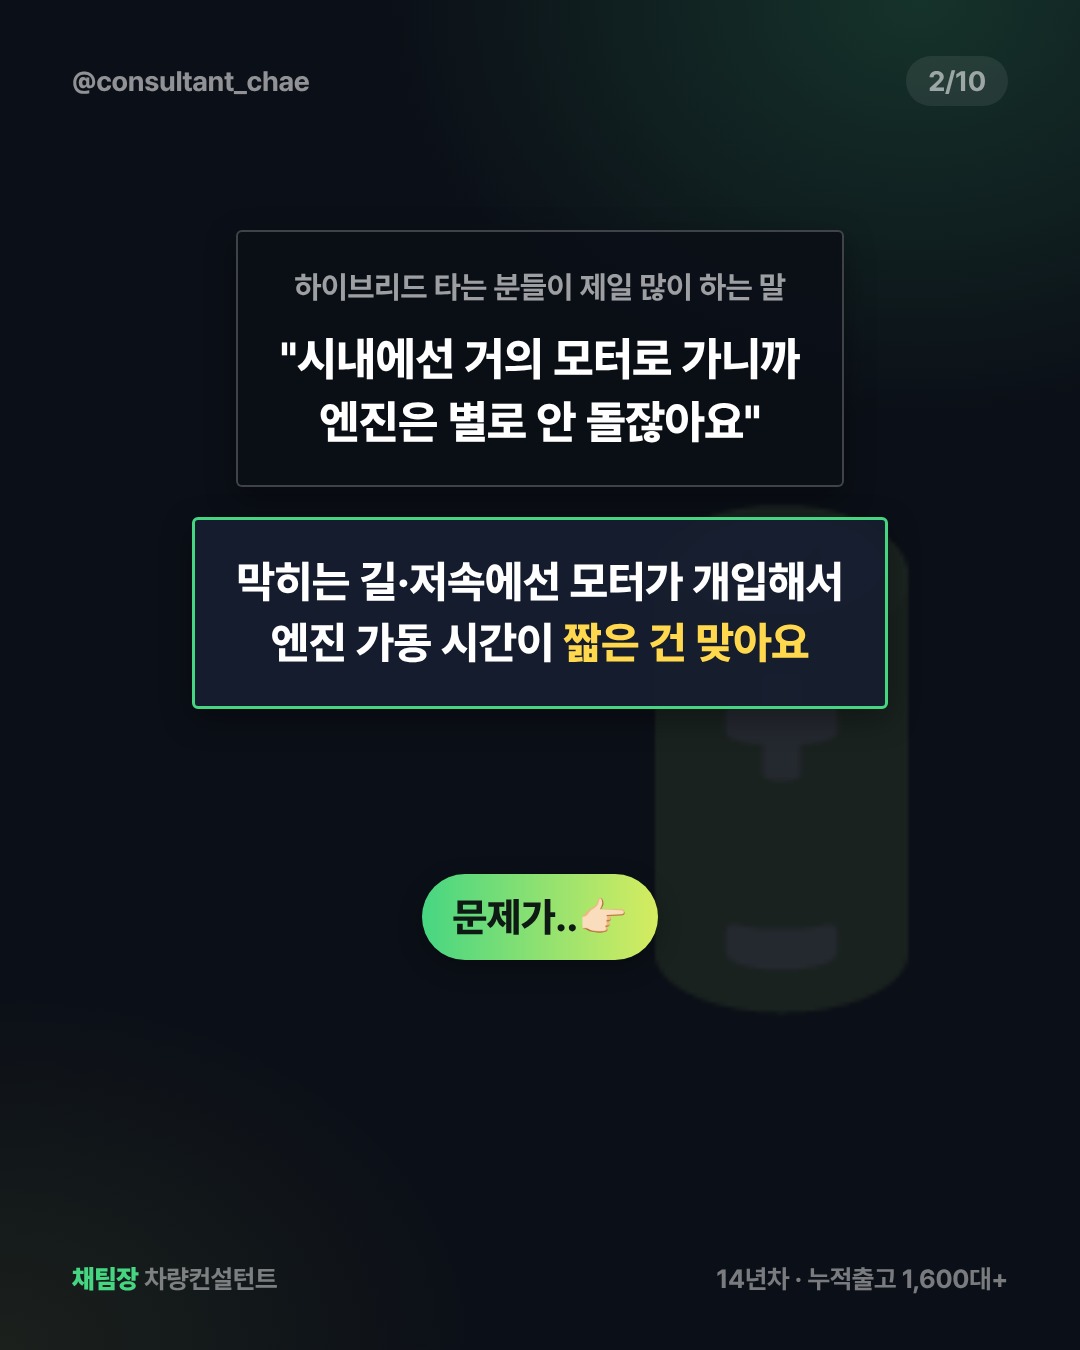 @consultant_chae
2/10
하이브리드 타는 분들이 제일 많이 하는 말
"시내에선 거의 모터로 가니까
엔진은 별로 안 돌잖아요"
막히는 길·저속에선 모터가 개입해서
엔진 가동 시간이 짧은 건 맞아요
문제가..👉🏻
채팀장 차량컨설턴트
14년차 · 누적출고 1,600대+